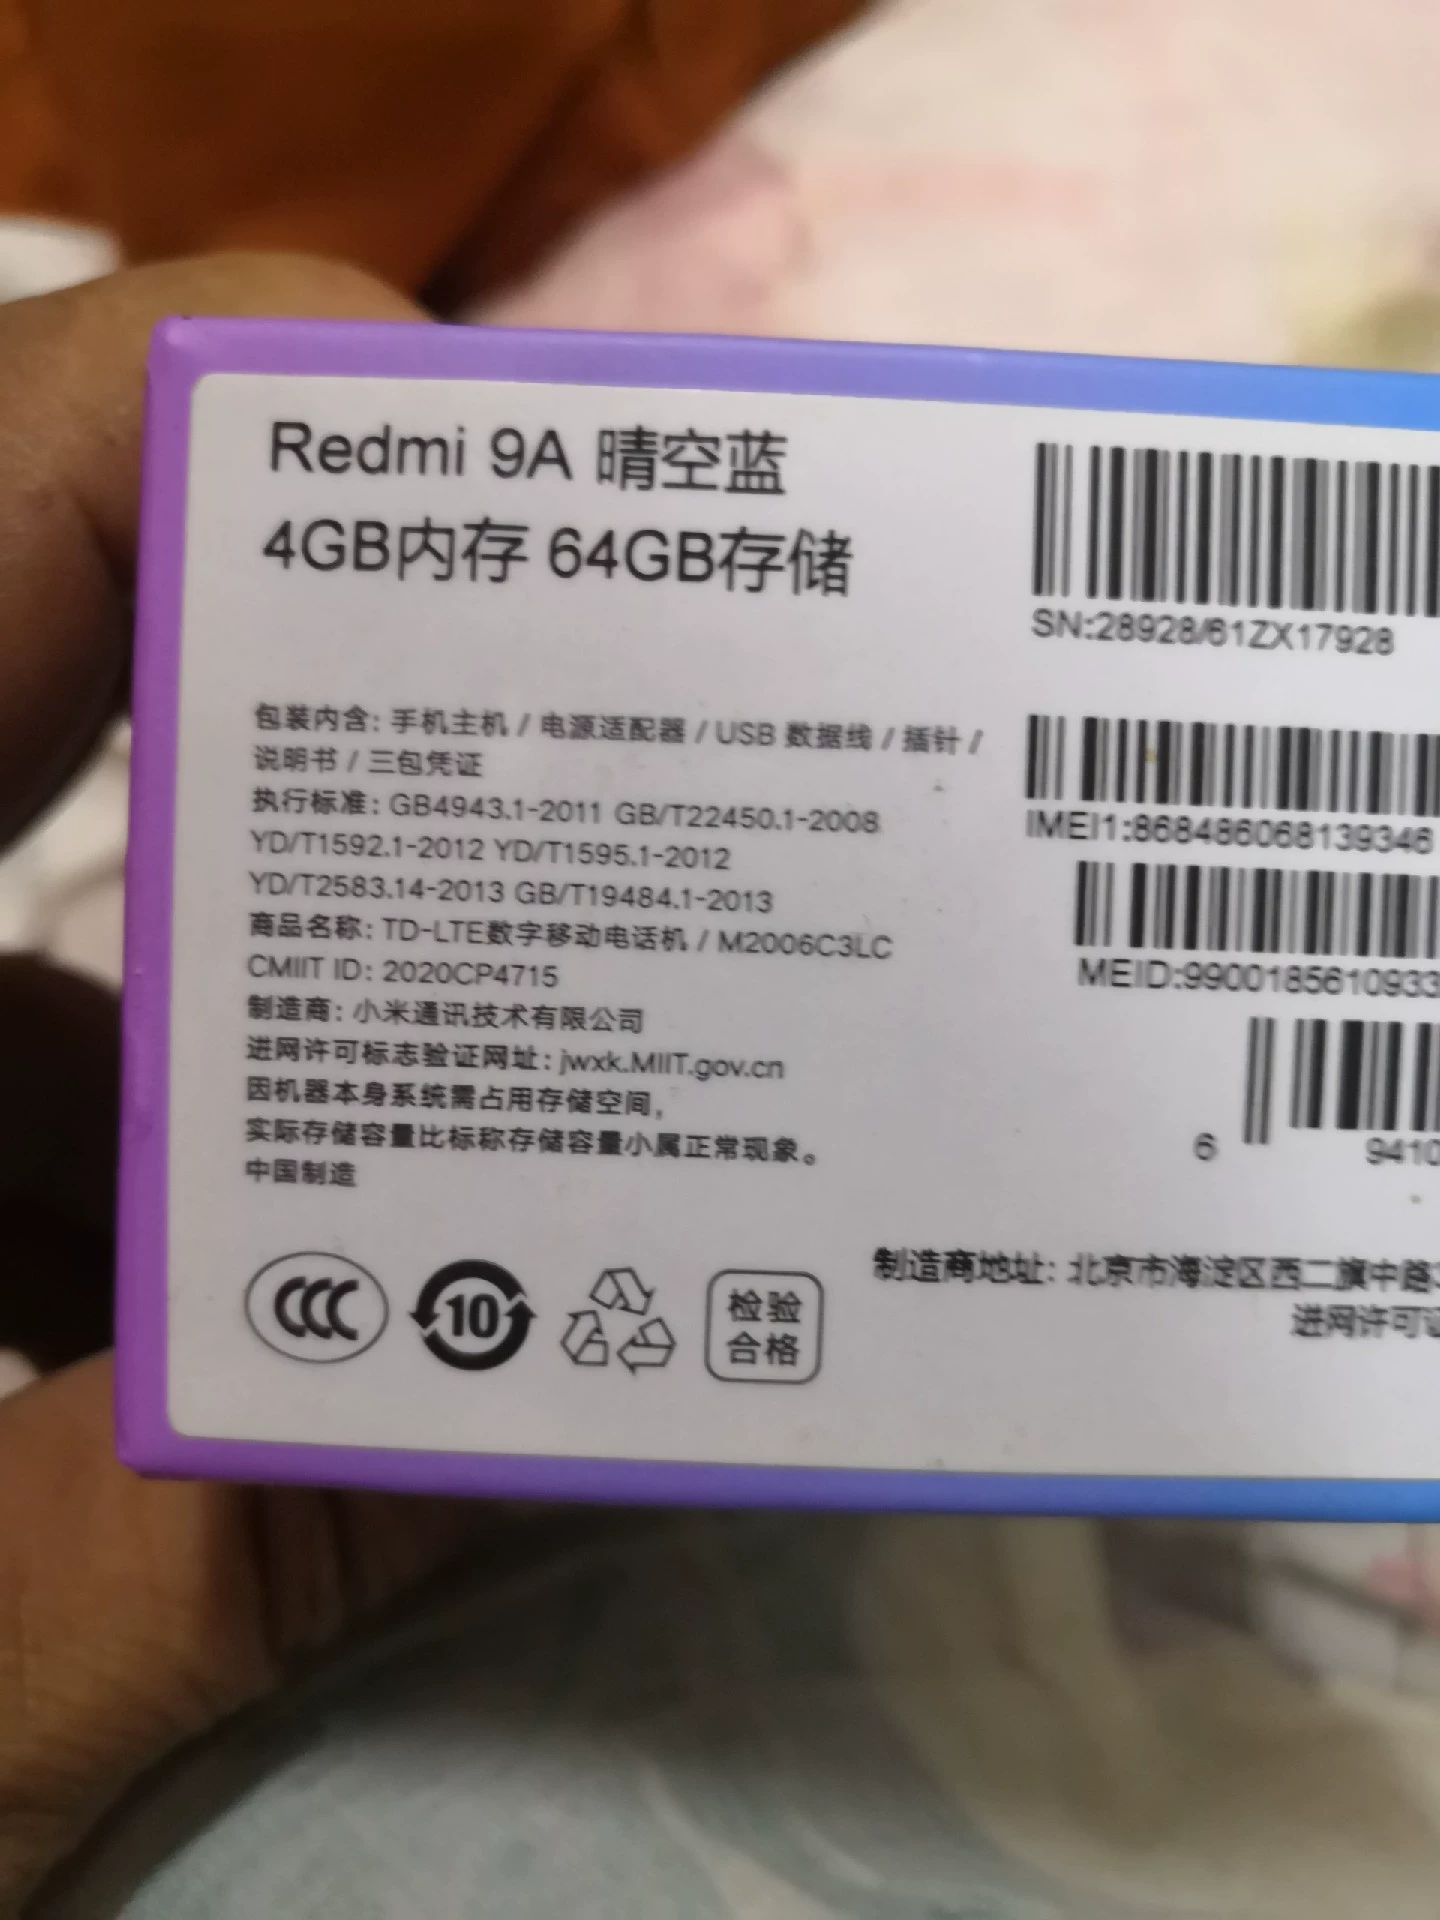 Redmi 9A 晴空蓝
4GB内存 64GB存储
SN:28928/61ZX17928
包装内含: 手机主机 / 电源适配器 / USB 数据线 / 插针 /
说明书 / 三包凭证
执行标准: GB4943.1-2011 GB/T22450.1-2008
YD/T1592.1-2012 YD/T1595.1-2012
YD/T2583.14-2013 GB/T19484.1-2013
商品名称: TD-LTE数字移动电话机 / M2006C3LC
CMIIT ID: 2020CP4715
制造商: 小米通讯技术有限公司
进网许可标志验证网址: jwxk.MIIT.gov.cn
因机器本身系统需占用存储空间,
实际存储容量比标称存储容量小属正常现象。
中国制造
IMEI1:868486068139346
MEID:9900185610933
6 9410
CCC
10
检验
合格
制造商地址: 北京市海淀区西二旗中路
进网许可证